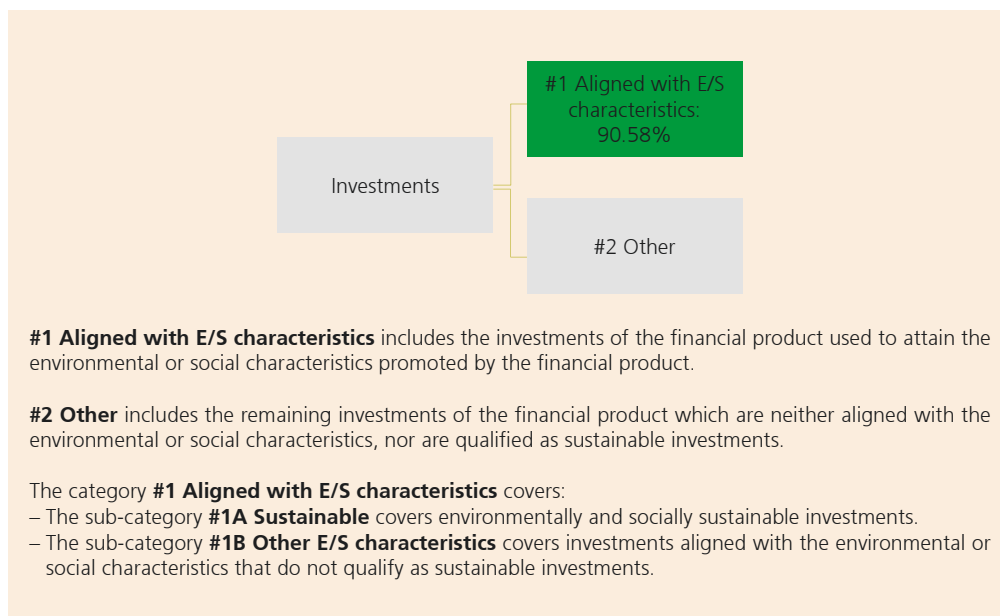 #1 Aligned with E/S
characteristics:
90.58%
Investments
#2 Other
#1 Aligned with E/S characteristics includes the investments of the financial product used to attain the
environmental or social characteristics promoted by the financial product.
#2 Other includes the remaining investments of the financial product which are neither aligned with the
environmental or social characteristics, nor are qualified as sustainable investments.
The category #1 Aligned with E/S characteristics covers:
– The sub-category #1A Sustainable covers environmentally and socially sustainable investments.
– The sub-category #1B Other E/S characteristics covers investments aligned with the environmental or
social characteristics that do not qualify as sustainable investments.